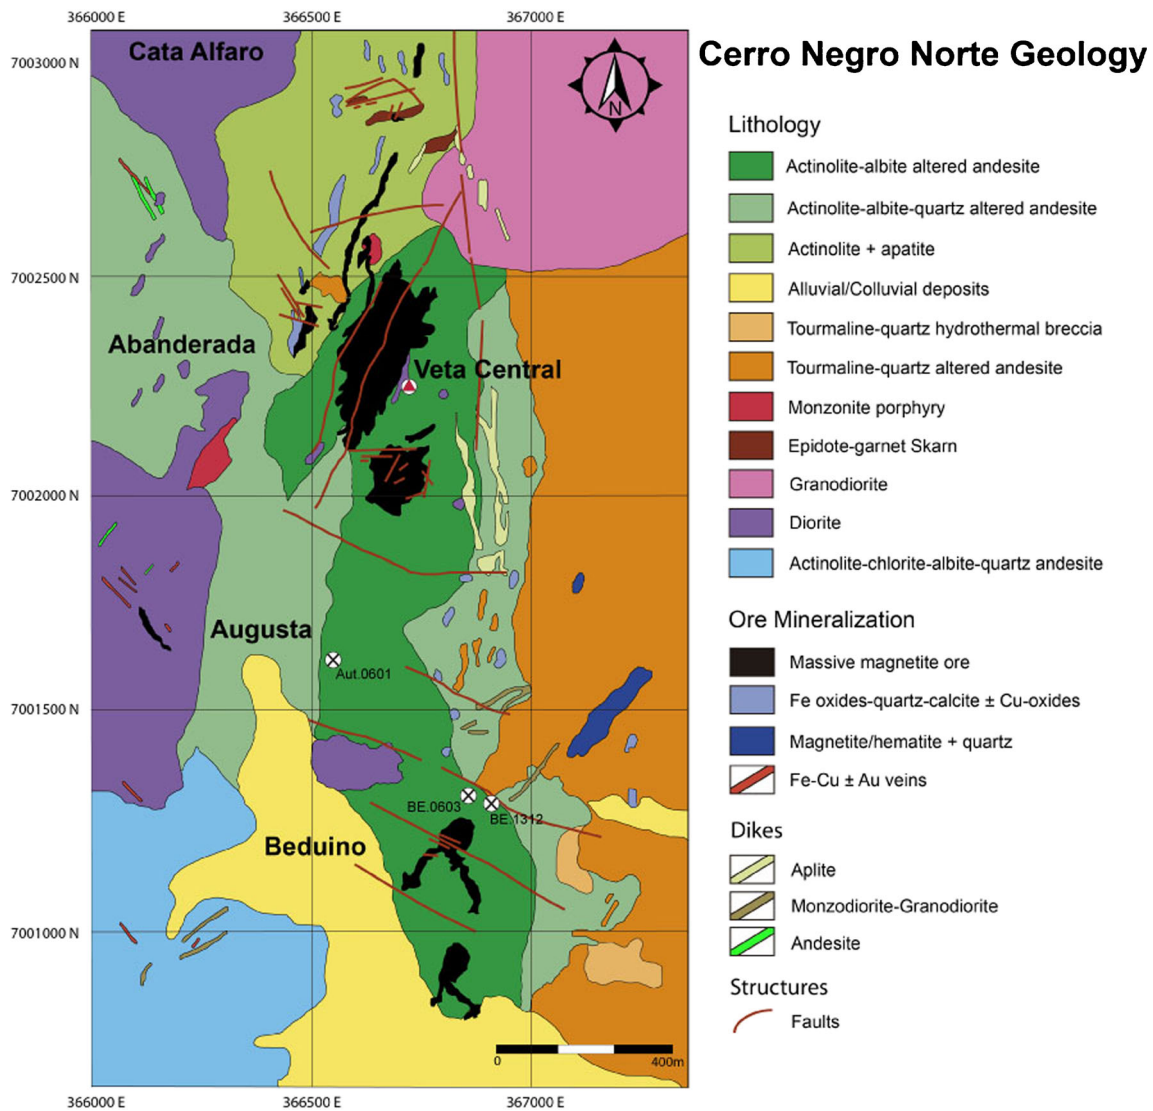 366000 E 366500 E 367000 E
Cerro Negro Norte Geology
Cata Alfaro
7003000 N
N
7002500 N
Abanderada
Veta Central
7002000 N
Augusta
Aut.0601
7001500 N
BE.0603
BE.1312
Beduino
7001000 N
0 400m
366000 E 366500 E 367000 E
Lithology
Actinolite-albite altered andesite
Actinolite-albite-quartz altered andesite
Actinolite + apatite
Alluvial/Colluvial deposits
Tourmaline-quartz hydrothermal breccia
Tourmaline-quartz altered andesite
Monzonite porphyry
Epidote-garnet Skarn
Granodiorite
Diorite
Actinolite-chlorite-albite-quartz andesite
Ore Mineralization
Massive magnetite ore
Fe oxides-quartz-calcite ± Cu-oxides
Magnetite/hematite + quartz
Fe-Cu ± Au veins
Dikes
Aplite
Monzodiorite-Granodiorite
Andesite
Structures
Faults